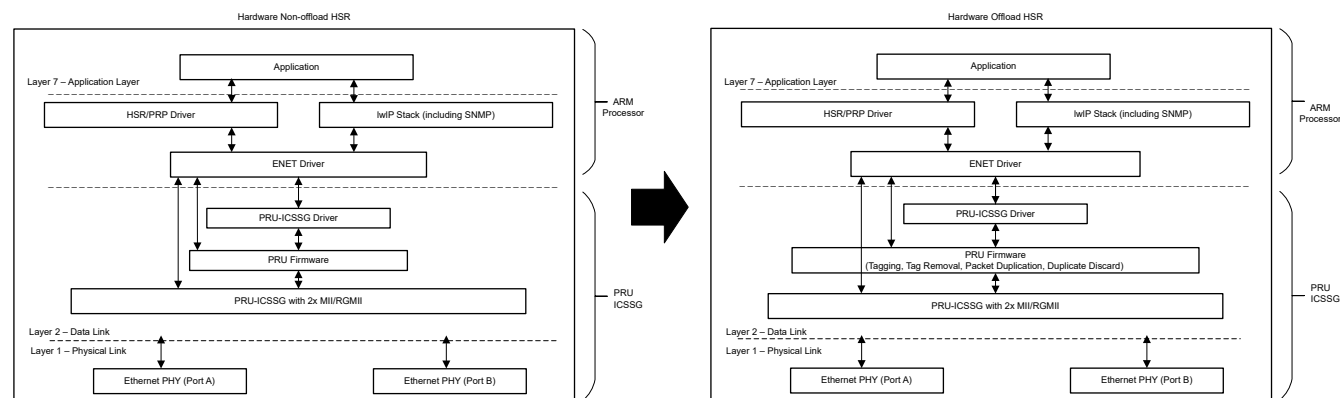 Hardware Non-offload HSR
Application
Layer 7 – Application Layer
HSR/PRP Driver
lwIP Stack (including SNMP)
ENET Driver
ARM
Processor
PRU-ICSSG Driver
PRU Firmware
PRU-ICSSG with 2x MII/RGMII
PRU
ICSSG
Layer 2 – Data Link
Layer 1 – Physical Link
Ethernet PHY (Port A)
Ethernet PHY (Port B)
Hardware Offload HSR
Application
Layer 7 – Application Layer
HSR/PRP Driver
lwIP Stack (including SNMP)
ENET Driver
ARM
Processor
PRU-ICSSG Driver
PRU Firmware
(Tagging, Tag Removal, Packet Duplication, Duplicate Discard)
PRU-ICSSG with 2x MII/RGMII
PRU
ICSSG
Layer 2 – Data Link
Layer 1 – Physical Link
Ethernet PHY (Port A)
Ethernet PHY (Port B)